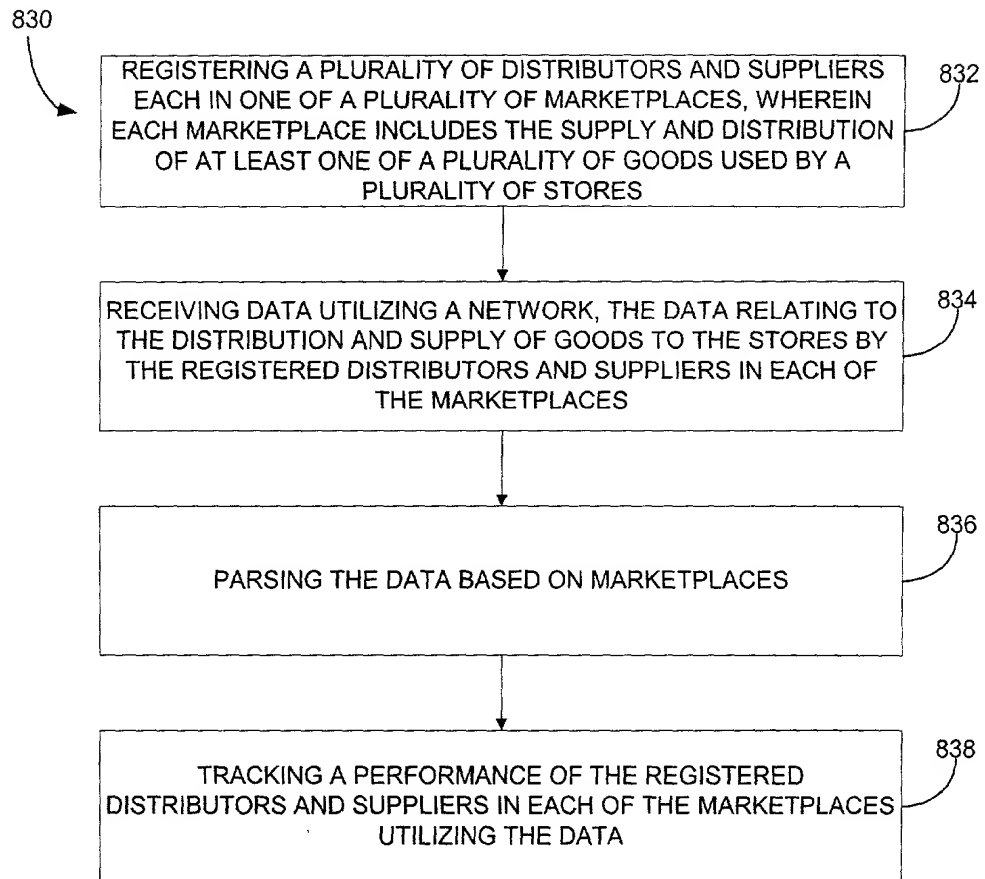 830
REGISTERING A PLURALITY OF DISTRIBUTORS AND SUPPLIERS
EACH IN ONE OF A PLURALITY OF MARKETPLACES, WHEREIN
EACH MARKETPLACE INCLUDES THE SUPPLY AND DISTRIBUTION
OF AT LEAST ONE OF A PLURALITY OF GOODS USED BY A
PLURALITY OF STORES
832
RECEIVING DATA UTILIZING A NETWORK, THE DATA RELATING TO
THE DISTRIBUTION AND SUPPLY OF GOODS TO THE STORES BY
THE REGISTERED DISTRIBUTORS AND SUPPLIERS IN EACH OF
THE MARKETPLACES
834
PARSING THE DATA BASED ON MARKETPLACES
836
TRACKING A PERFORMANCE OF THE REGISTERED
DISTRIBUTORS AND SUPPLIERS IN EACH OF THE MARKETPLACES
UTILIZING THE DATA
838